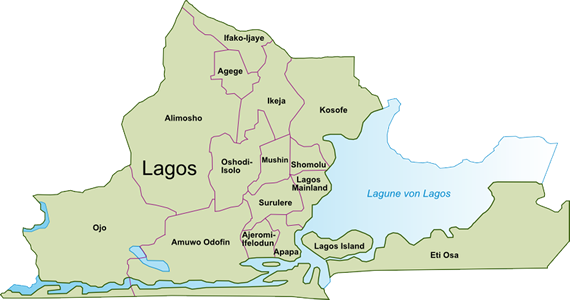 Ifako-Ijaye
Agege
Ikeja
Kosofe
Alimosho
Lagos
Oshodi-
Isolo
Mushin
Shomolu
Lagos
Mainland
Lagune von Lagos
Surulere
Ojo
Amuwo Odofin
Ajeromi-
Ifelodun
Apapa
Lagos Island
Eti Osa